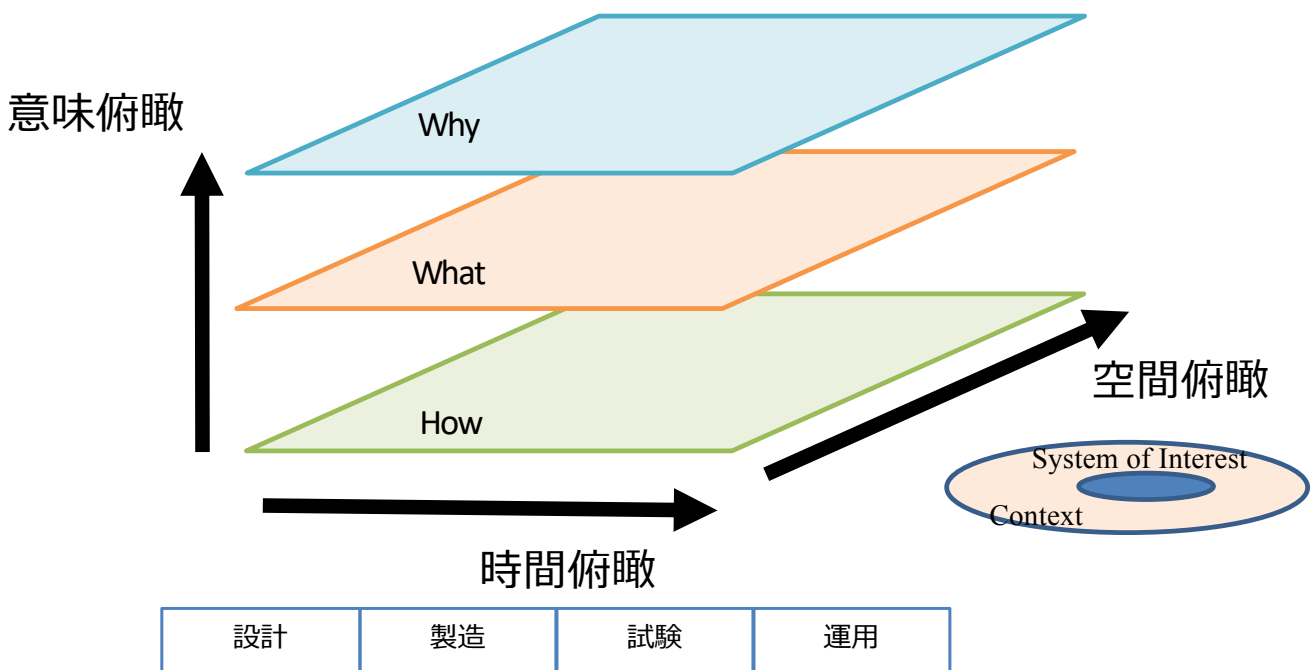 意味俯瞰
Why
What
How
空間俯瞰
System of Interest
Context
時間俯瞰
設計 製造 試験 運用